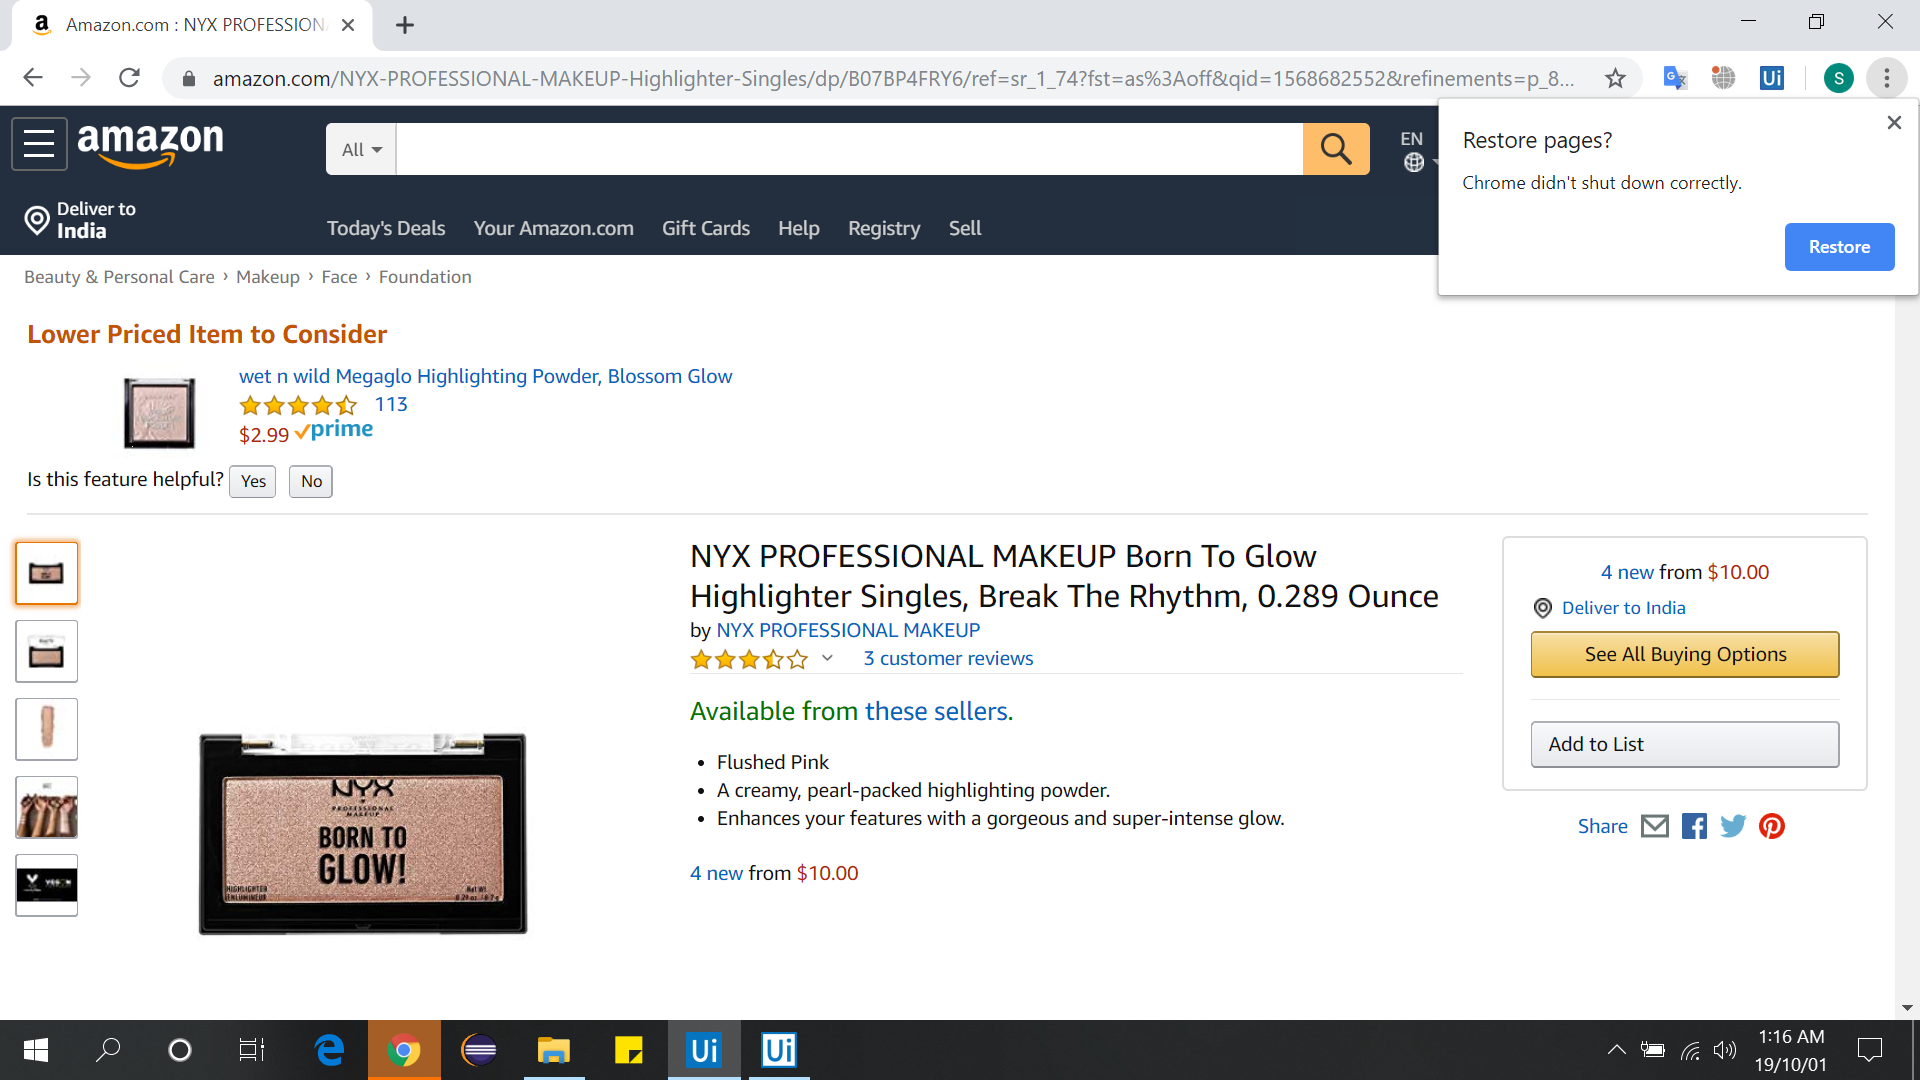 Amazon.com : NYX PROFESSION
amazon.com/NYX-PROFESSIONAL-MAKEUP-Highlighter-Singles/dp/B07BP4FRY6/ref=sr_1_74?fst=as%3Aoff&qid=1568682552&refinements=p_8...
Ui
S
Restore pages?
Chrome didn't shut down correctly.
Restore
amazon
All
EN
Deliver to
India
Today's Deals
Your Amazon.com
Gift Cards
Help
Registry
Sell
Beauty & Personal Care › Makeup › Face › Foundation
Lower Priced Item to Consider
wet n wild Megaglo Highlighting Powder, Blossom Glow
113
$2.99 prime
Is this feature helpful? Yes No
NYX PROFESSIONAL MAKEUP Born To Glow
Highlighter Singles, Break The Rhythm, 0.289 Ounce
by NYX PROFESSIONAL MAKEUP
3 customer reviews
Available from these sellers.
• Flushed Pink
• A creamy, pearl-packed highlighting powder.
• Enhances your features with a gorgeous and super-intense glow.
4 new from $10.00
NYX
PROFESSIONAL
MAKEUP
BORN TO
GLOW!
HIGHLIGHTER
ENLUMINEUR
Net Wt.
4 new from $10.00
Deliver to India
See All Buying Options
Add to List
Share
Ui
Ui
1:16 AM
19/10/01